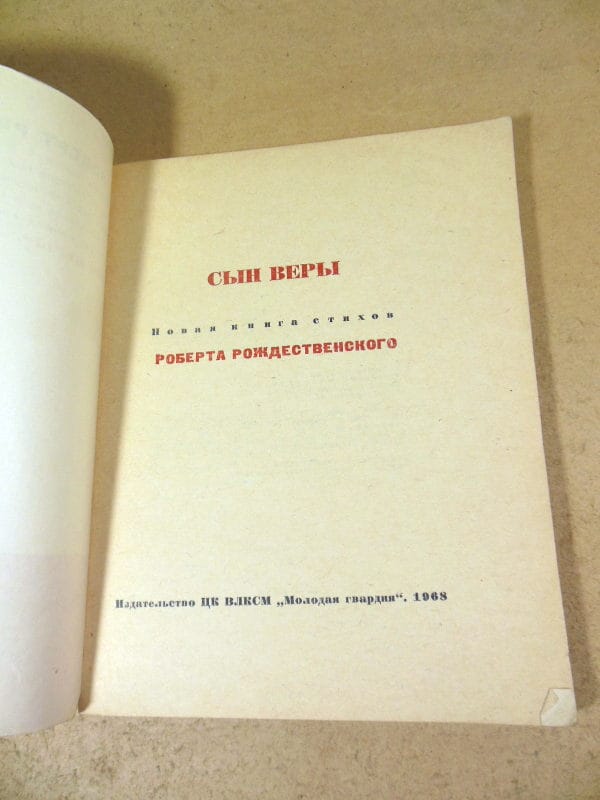 СЫН ВЕРЫ
Новая книга стихов
РОБЕРТА РОЖДЕСТВЕНСКОГО
Издательство ЦК ВЛКСМ „Молодая гвардия“. 1968